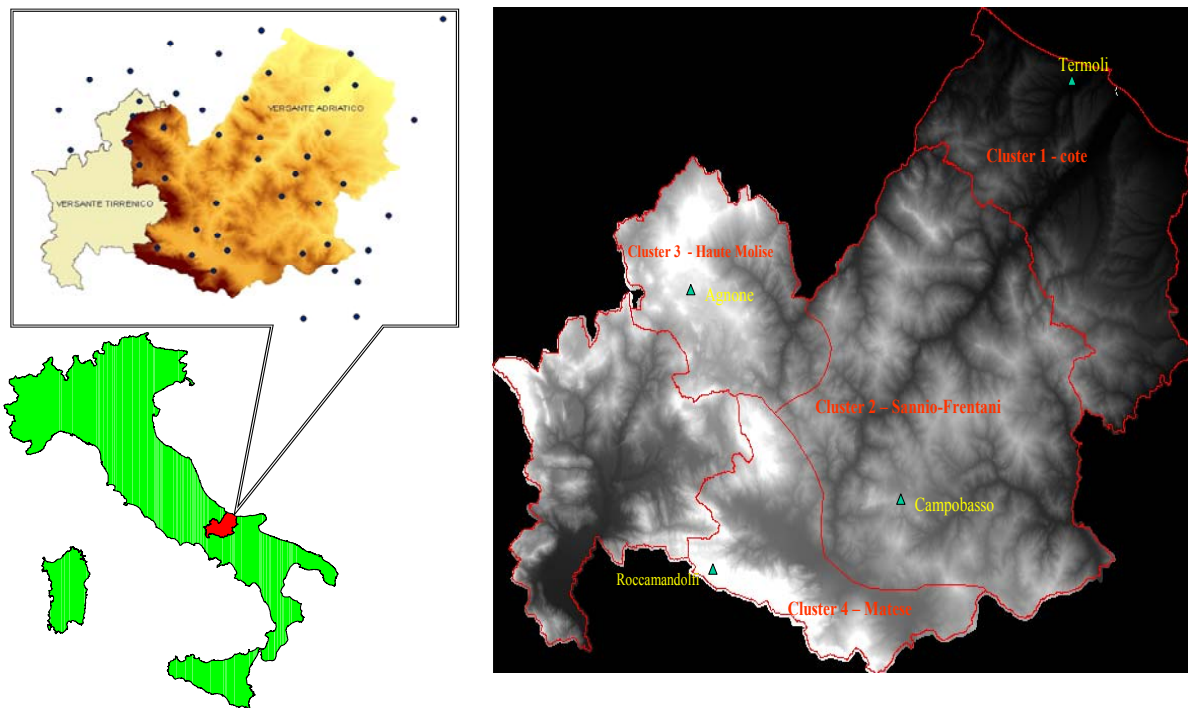 VERSANTE ADRIATICO
VERSANTE TIRRENICO
Termoli
Cluster 1 - cote
Cluster 3 - Haute Molise
Agnone
Cluster 2 – Sannio-Frentani
Campobasso
Roccamandolfi
Cluster 4 – Matese